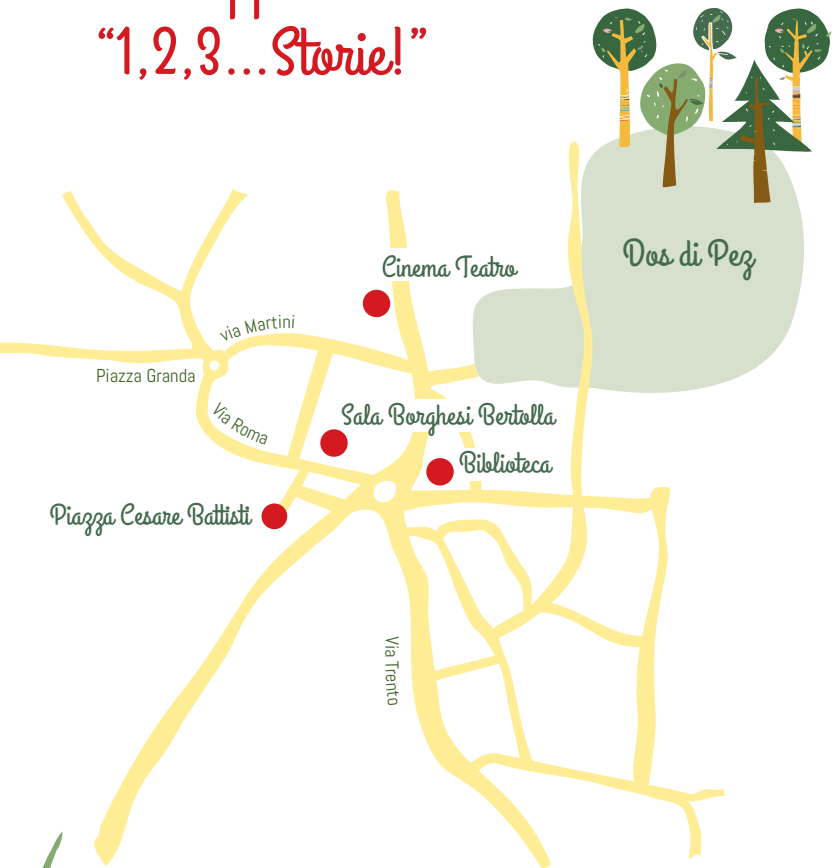 “1,2,3...Storie!”
Dos di Pez
Cinema Teatro
via Martini
Piazza Granda
Via Roma
Sala Borghesi Bertolla
Biblioteca
Piazza Cesare Battisti
Via Trento